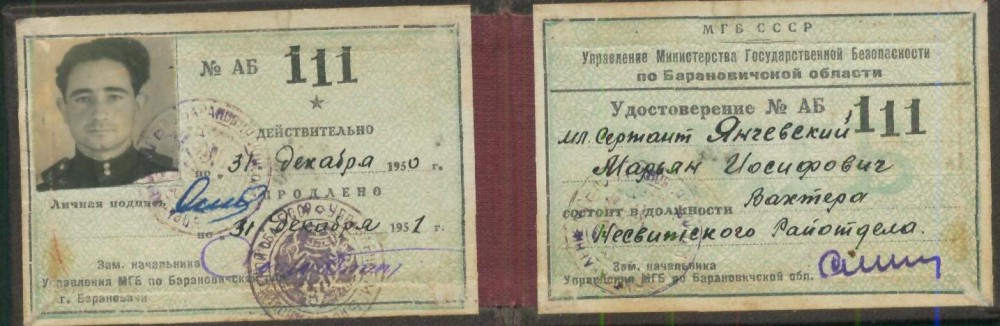 № АБ 111
ДЕЙСТВИТЕЛЬНО
по 31 Декабря 1950 г.
ПРОДЛЕНО
Личная подпись
по 31 Декабря 1951 г.
Зам. начальника
Управления МГБ по Барановичской
г. Барановичи
МГБ СССР
Управление Министерства Государственной Безопасности
по Барановичской области
Удостоверение № АБ 111
мл. Сержант Янчевский
Марьян Иосифович
состоит в должности Вахтера
Несвижского Райотдела.
Зам. начальника
Управления МГБ по Барановичской обл.